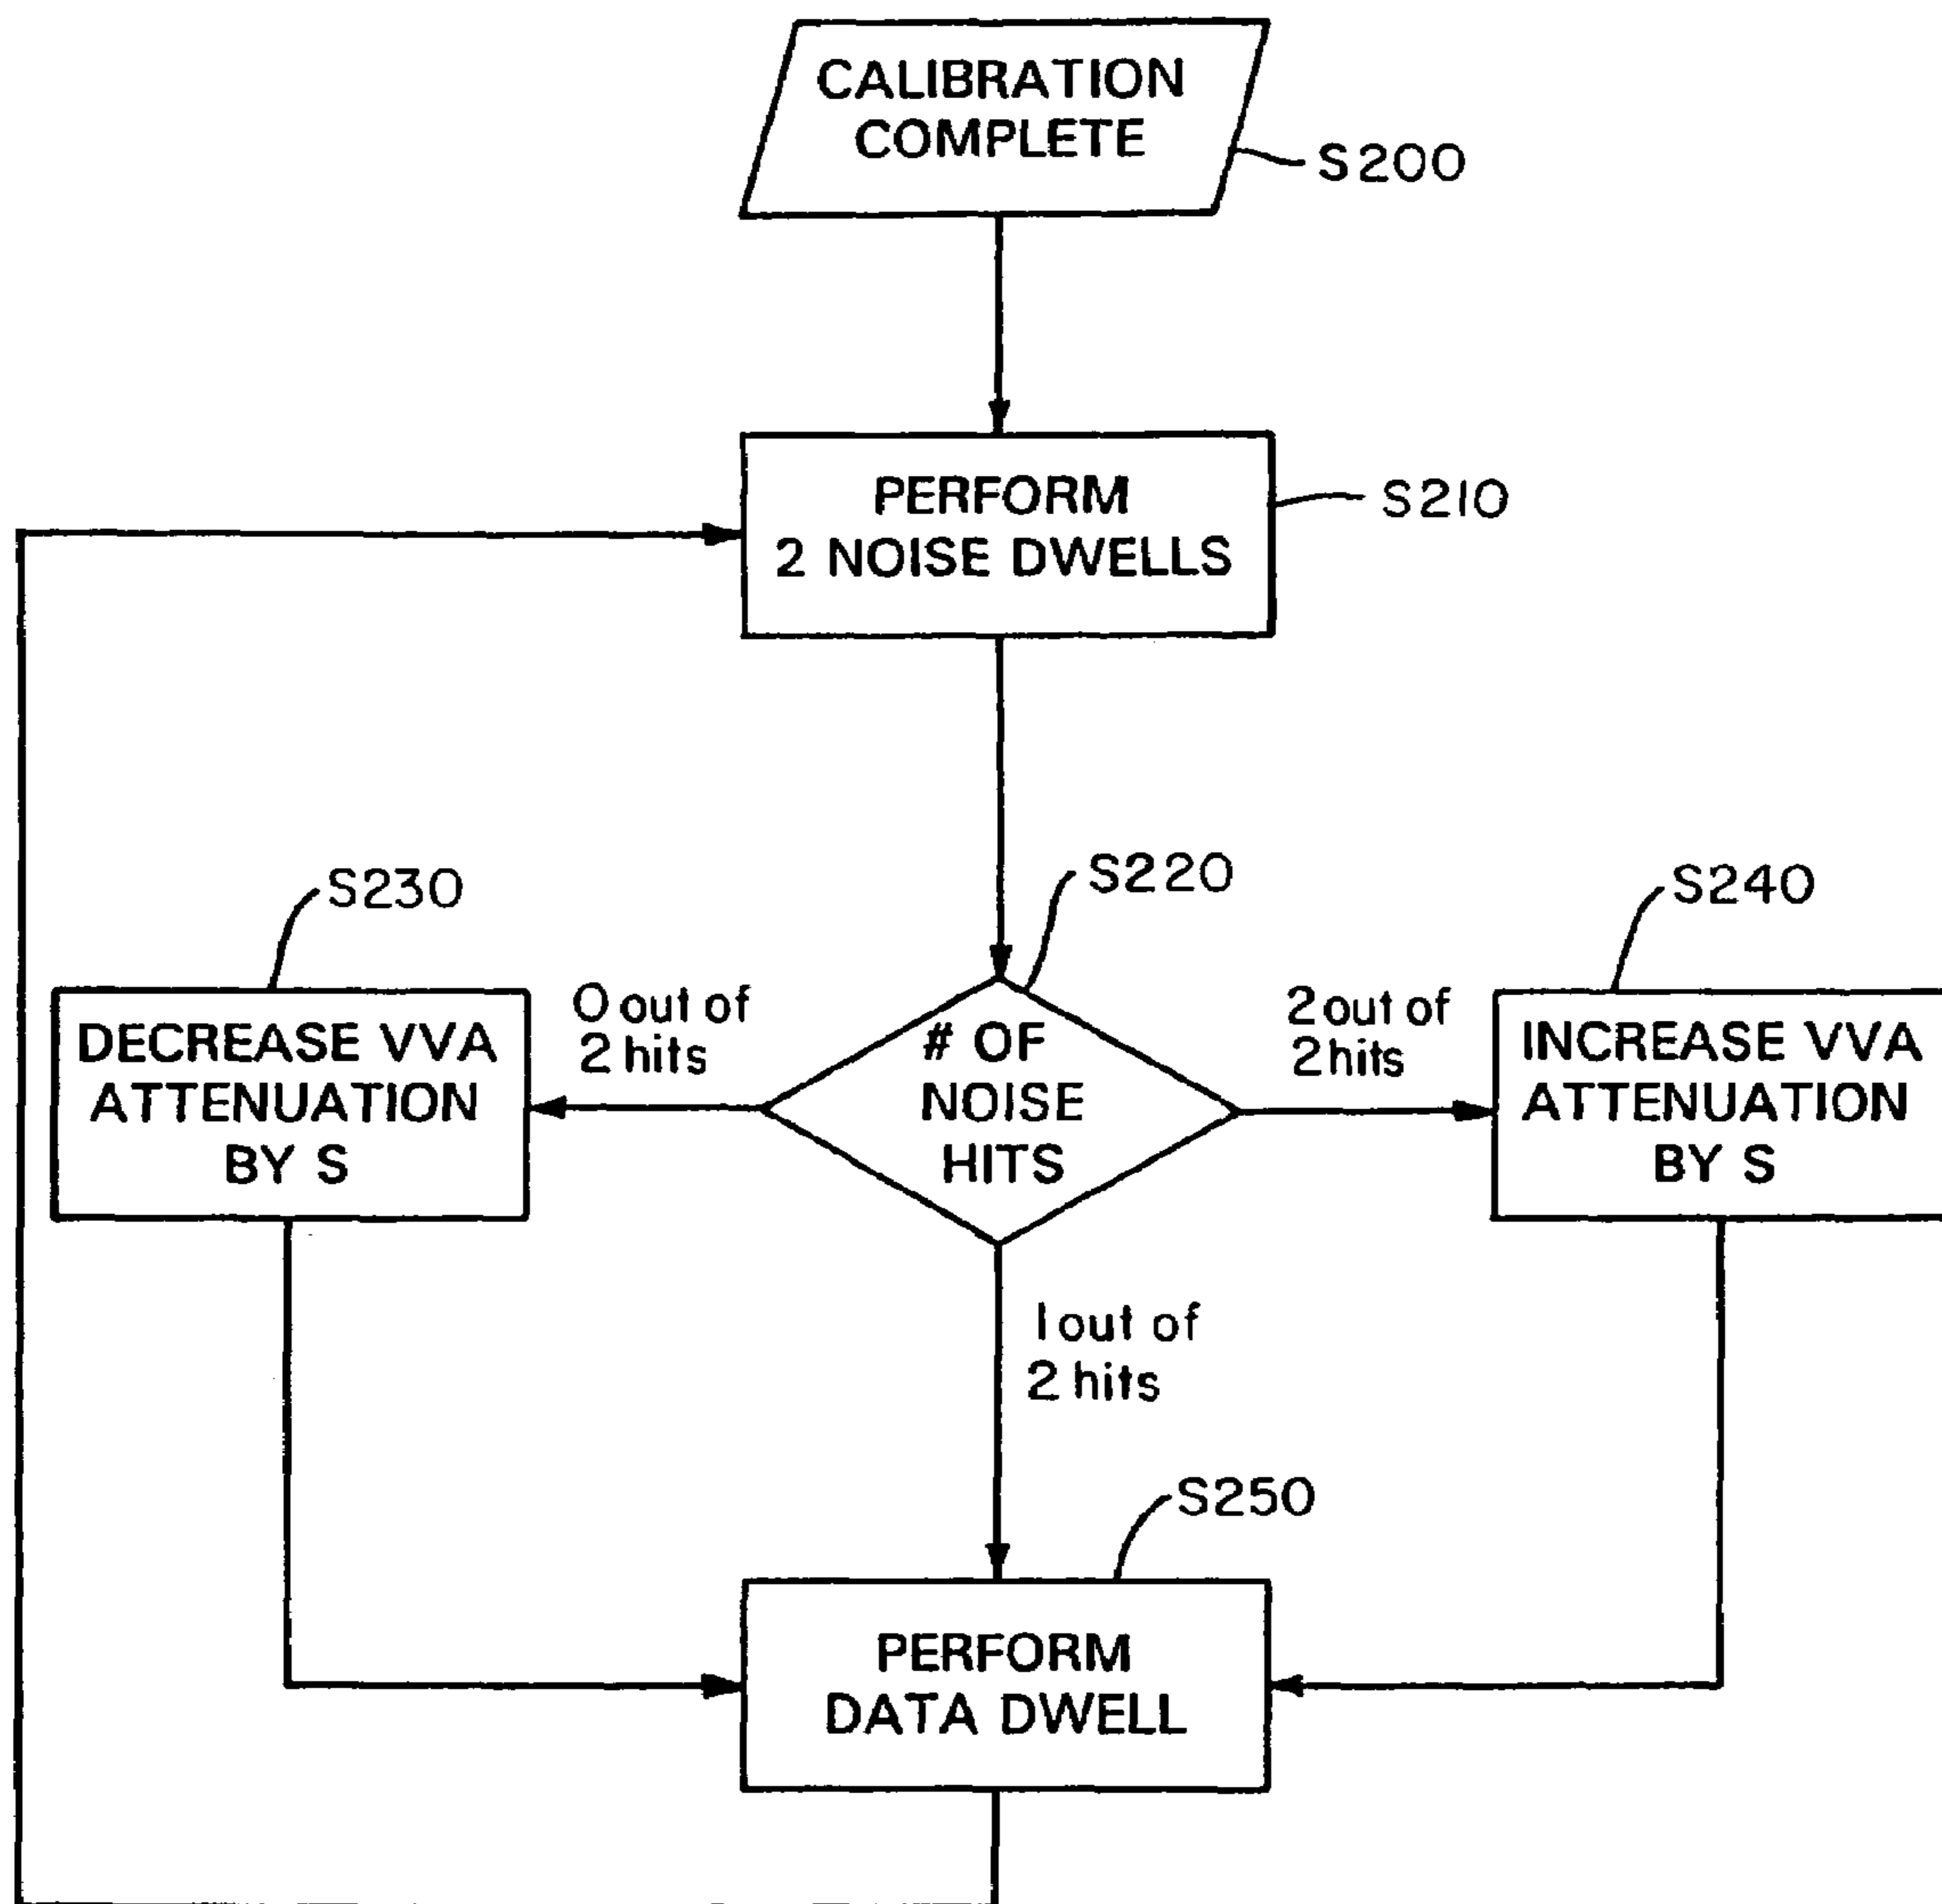 CALIBRATION
COMPLETE
S200
PERFORM
2 NOISE DWELLS
S210
S230
S220
S240
DECREASE VVA
ATTENUATION
BY S
0 out of
2 hits
# OF
NOISE
HITS
2 out of
2 hits
INCREASE VVA
ATTENUATION
BY S
1 out of
2 hits
S250
PERFORM
DATA DWELL